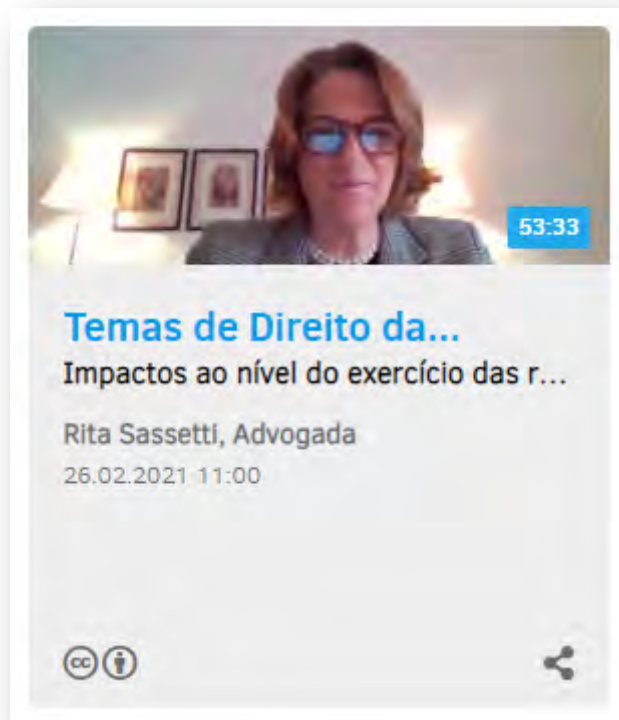 53:33
Temas de Direito da...
Impactos ao nível do exercício das r...
Rita Sassetti, Advogada
26.02.2021 11:00
cc